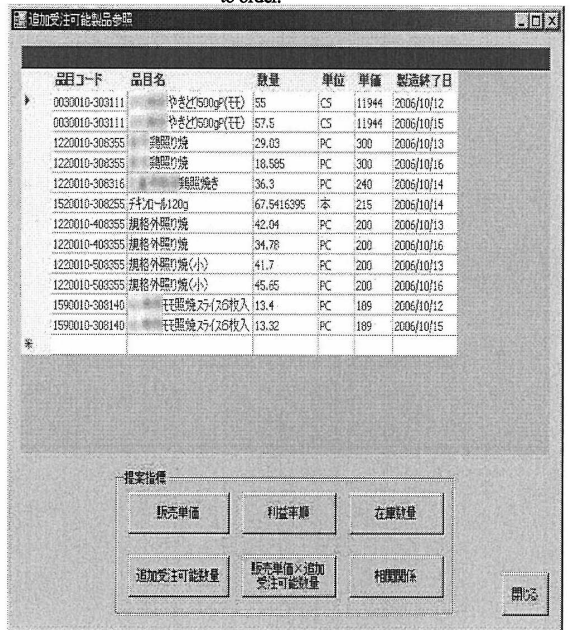 to order.
追加受注可能製品参照
品目コード 品目名 数量 単位 単価 製造終了日
0030010-303111 やきとり500gP(モモ) 55 CS 11944 2006/10/12
0030010-303111 やきとり500gP(モモ) 57.5 CS 11944 2006/10/15
1220010-308355 鶏照り焼 29.03 PC 300 2006/10/13
1220010-308355 鶏照り焼 18.585 PC 300 2006/10/16
1220010-308316 鶏照焼き 36.3 PC 240 2006/10/14
1520010-308255 チキンロール120g 67.5416395 本 215 2006/10/14
1220010-408355 規格外照り焼 42.04 PC 200 2006/10/13
1220010-408355 規格外照り焼 34.78 PC 200 2006/10/16
1220010-508355 規格外照り焼(小) 41.7 PC 200 2006/10/13
1220010-508355 規格外照り焼(小) 45.65 PC 200 2006/10/16
1590010-308140 モモ照焼スライス6枚入 13.4 PC 189 2006/10/12
1590010-308140 モモ照焼スライス6枚入 13.32 PC 189 2006/10/15
提案指標
販売単価 利益率順 在庫数量
追加受注可能数量 販売単価×追加 相関関係
受注可能数量
閉じる